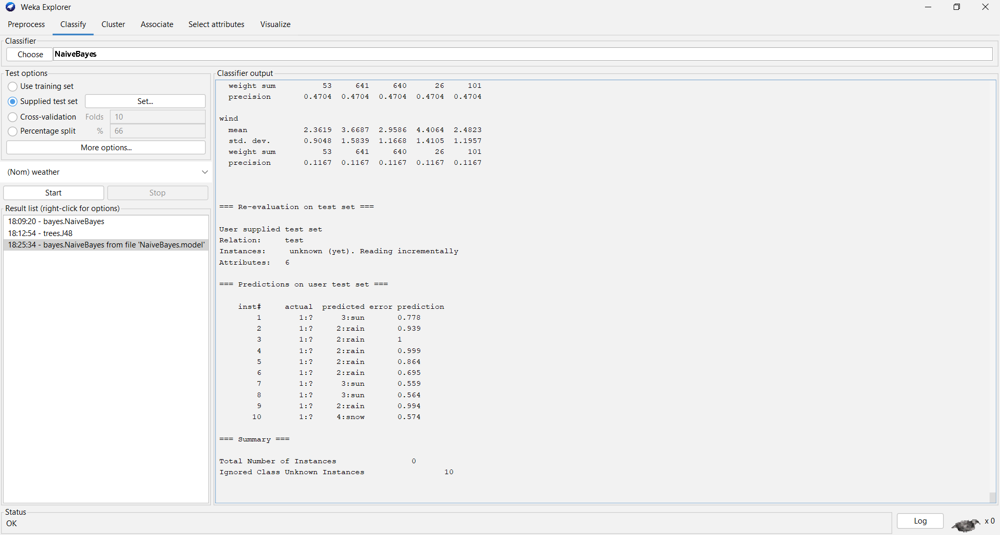 Weka Explorer
Preprocess Classify Cluster Associate Select attributes Visualize
Classifier
Choose NaiveBayes
Test options
Use training set
Supplied test set Set...
Cross-validation Folds 10
Percentage split % 66
More options...
(Nom) weather
Start Stop
Result list (right-click for options)
18:09:20 - bayes.NaiveBayes
18:12:54 - trees.J48
18:25:34 - bayes.NaiveBayes from file 'NaiveBayes.model'
Classifier output
weight sum 53 641 640 26 101
precision 0.4704 0.4704 0.4704 0.4704 0.4704
wind
mean 2.3619 3.6687 2.9586 4.4064 2.4823
std. dev. 0.9048 1.5839 1.1668 1.4105 1.1957
weight sum 53 641 640 26 101
precision 0.1167 0.1167 0.1167 0.1167 0.1167
=== Re-evaluation on test set ===
User supplied test set
Relation: test
Instances: unknown (yet). Reading incrementally
Attributes: 6
=== Predictions on user test set ===
inst# actual predicted error prediction
1 1:? 3:sun 0.778
2 1:? 2:rain 0.939
3 1:? 2:rain 1
4 1:? 2:rain 0.999
5 1:? 2:rain 0.864
6 1:? 2:rain 0.695
7 1:? 3:sun 0.559
8 1:? 3:sun 0.564
9 1:? 2:rain 0.994
10 1:? 4:snow 0.574
=== Summary ===
Total Number of Instances 0
Ignored Class Unknown Instances 10
Status
OK
Log x 0